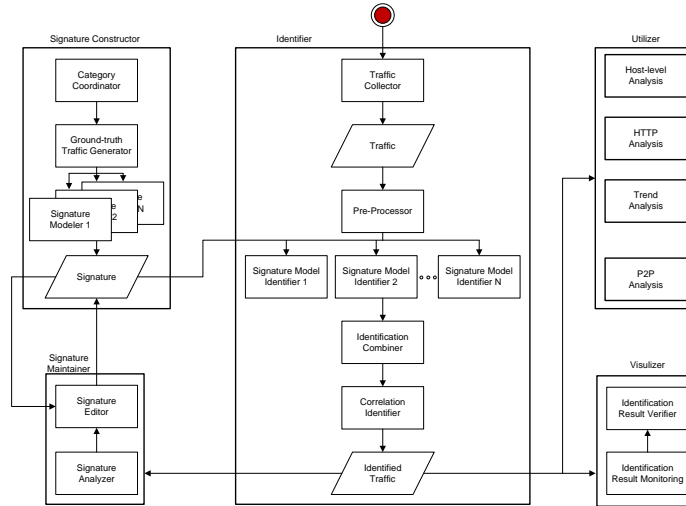 Signature Constructor
Category
Coordinator
Ground-truth
Traffic Generator
Signature
Modeler 1
2
N
Signature
Signature
Maintainer
Signature
Editor
Signature
Analyzer
Identifier
Traffic
Collector
Traffic
Pre-Processor
Signature Model
Identifier 1
Signature Model
Identifier 2
Signature Model
Identifier N
Identification
Combiner
Correlation
Identifier
Identified
Traffic
Utilizer
Host-level
Analysis
HTTP
Analysis
Trend
Analysis
P2P
Analysis
Visulizer
Identification
Result Verifier
Identification
Result Monitoring